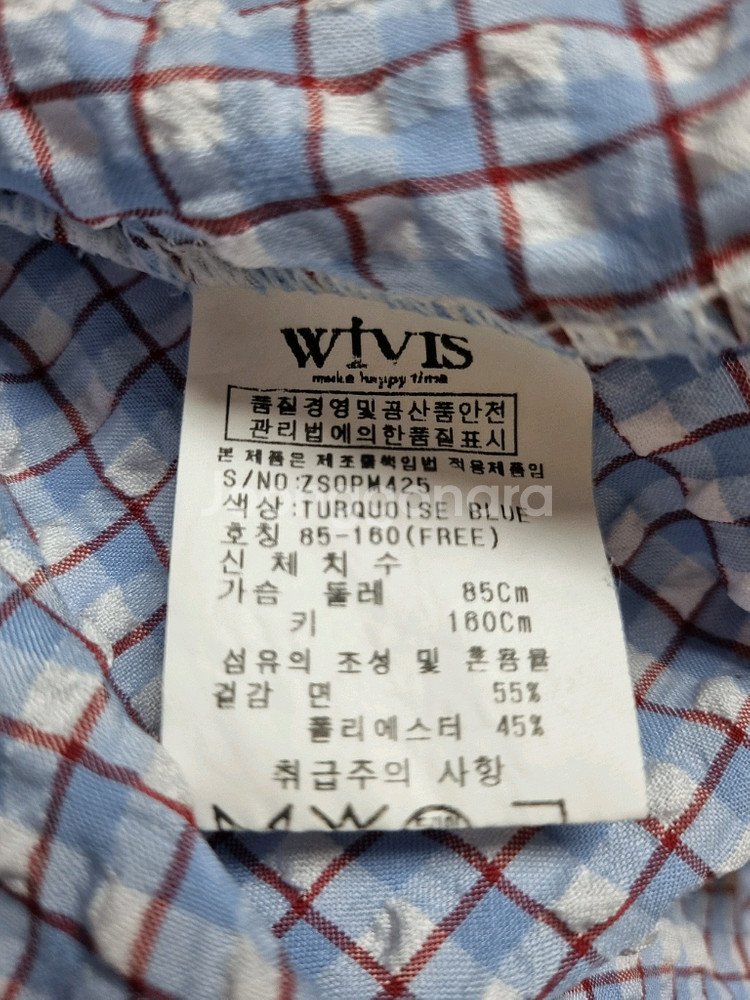 WIVIS
make happy time
품질경영및공산품안전
관리법에의한품질표시
본 제품은 제조물책임법 적용제품임
S/NO:ZSOPM425
색상:TURQUOISE BLUE
호칭 85-160(FREE)
신 체 치 수
가슴 둘레 85Cm
키 160Cm
섬유의 조성 및 혼용률
겉감 면 55%
폴리에스터 45%
취급주의 사항
Joonggonara